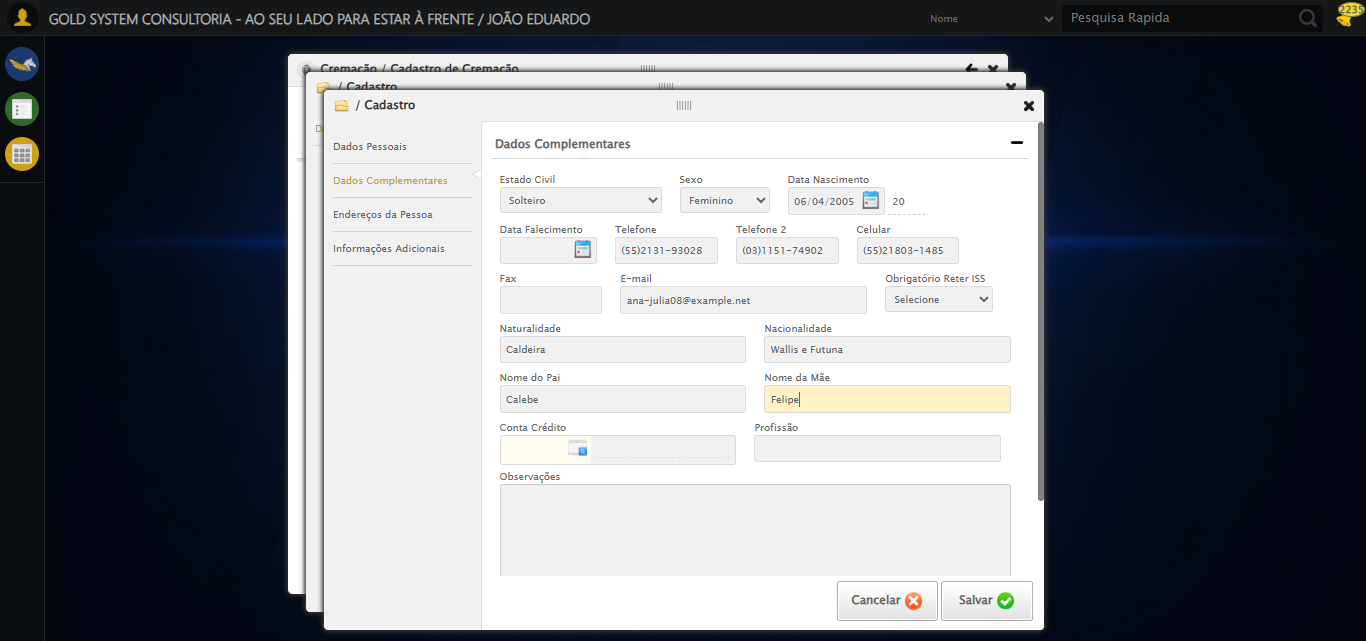 GOLD SYSTEM CONSULTORIA - AO SEU LADO PARA ESTAR À FRENTE / JOÃO EDUARDO
Nome
Pesquisa Rapida
2235
Cremação / Cadastro de Cremação
/ Cadastro
/ Cadastro
D
Dados Pessoais
Dados Complementares
Endereços da Pessoa
Informações Adicionais
Dados Complementares
Estado Civil Sexo Data Nascimento
Solteiro Feminino 06/04/2005 20
Data Falecimento Telefone Telefone 2 Celular
(55)2131-93028 (03)1151-74902 (55)21803-1485
Fax E-mail Obrigatório Reter ISS
ana-julia08@example.net Selecione
Naturalidade Nacionalidade
Caldeira Wallis e Futuna
Nome do Pai Nome da Mãe
Calebe Felipe
Conta Crédito Profissão
Observações
Cancelar Salvar